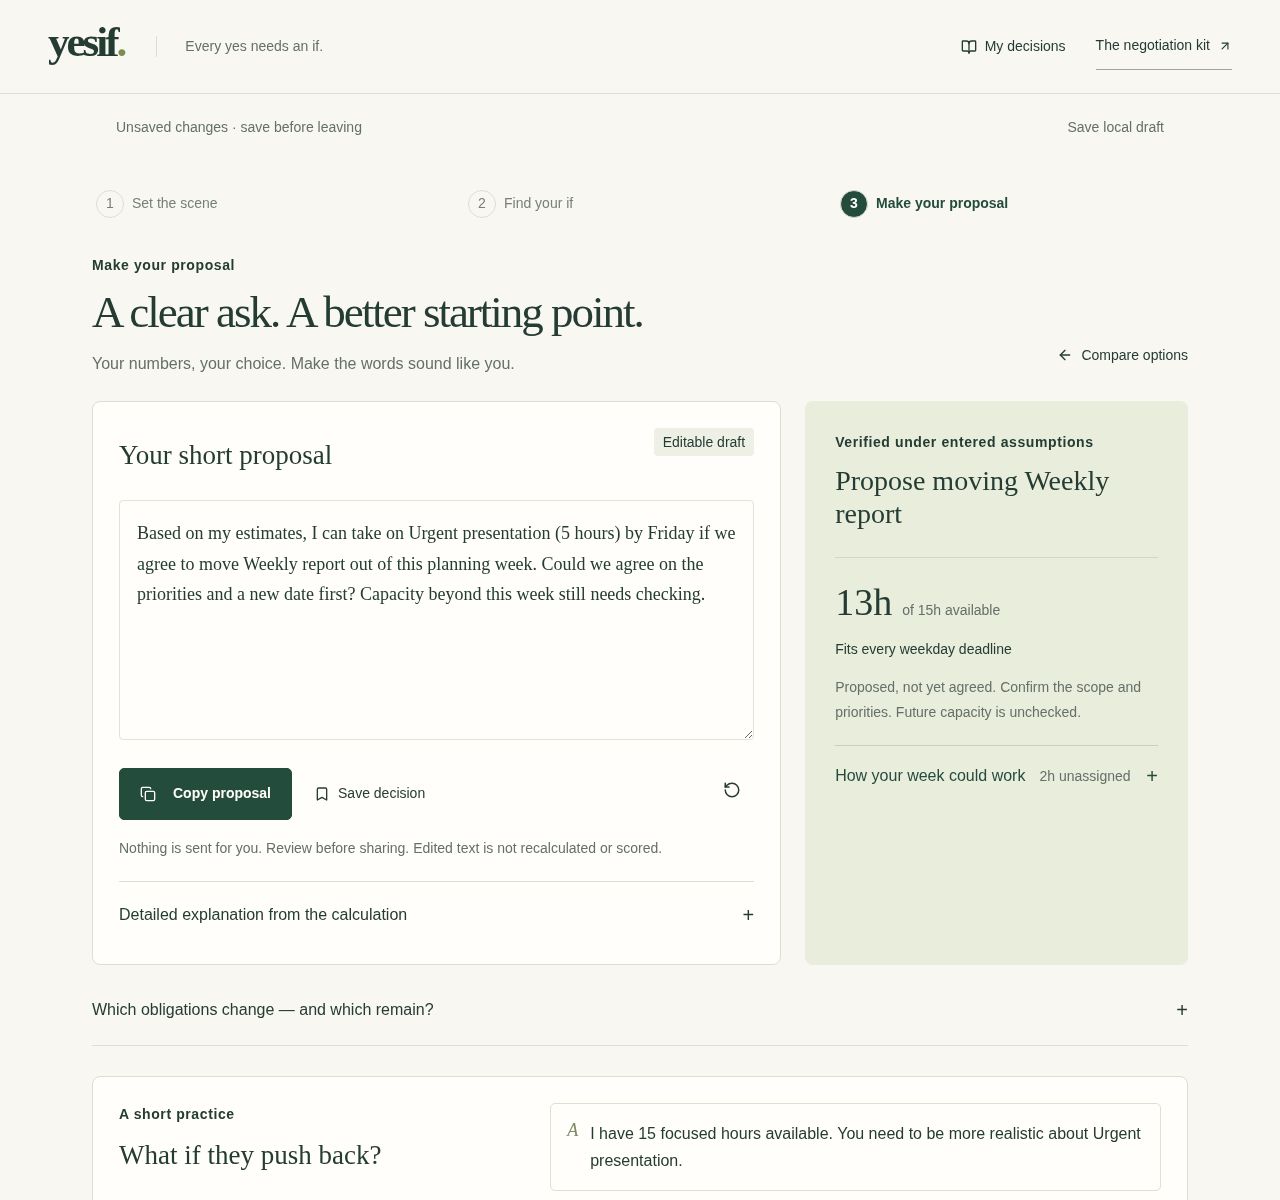 yesif.
Every yes needs an if.
My decisions
The negotiation kit
Unsaved changes · save before leaving
Save local draft
1 Set the scene
2 Find your if
3 Make your proposal
Make your proposal
A clear ask. A better starting point.
Your numbers, your choice. Make the words sound like you.
Compare options
Your short proposal
Editable draft
Based on my estimates, I can take on Urgent presentation (5 hours) by Friday if we
agree to move Weekly report out of this planning week. Could we agree on the
priorities and a new date first? Capacity beyond this week still needs checking.
Copy proposal
Save decision
Nothing is sent for you. Review before sharing. Edited text is not recalculated or scored.
Detailed explanation from the calculation +
Verified under entered assumptions
Propose moving Weekly
report
13h of 15h available
Fits every weekday deadline
Proposed, not yet agreed. Confirm the scope and
priorities. Future capacity is unchecked.
How your week could work 2h unassigned +
Which obligations change — and which remain? +
A short practice
What if they push back?
A I have 15 focused hours available. You need to be more realistic about Urgent
presentation.